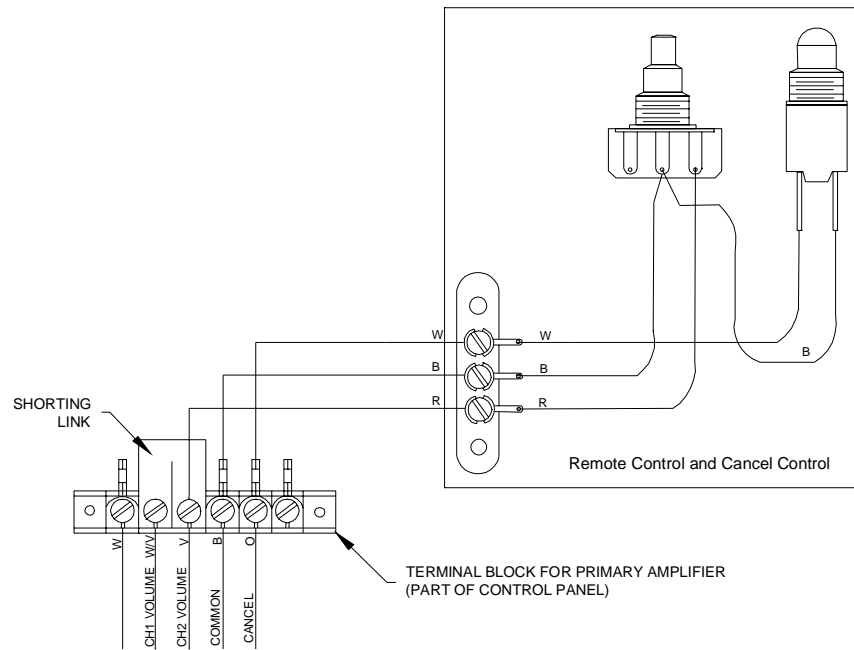 W
W
B
B
B
R
R
SHORTING
LINK
Remote Control and Cancel Control
W
W/V
V
B
O
CH1 VOLUME
CH2 VOLUME
COMMON
CANCEL
TERMINAL BLOCK FOR PRIMARY AMPLIFIER
(PART OF CONTROL PANEL)